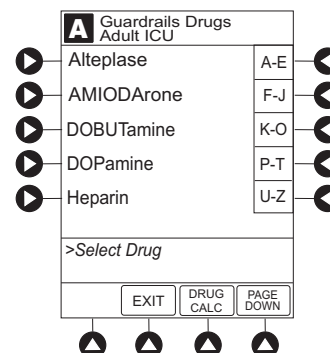 A Guardrails Drugs
Adult ICU
Alteplase A-E
AMIODArone F-J
DOBUTamine K-O
DOPamine P-T
Heparin U-Z
>Select Drug
EXIT DRUG CALC PAGE DOWN